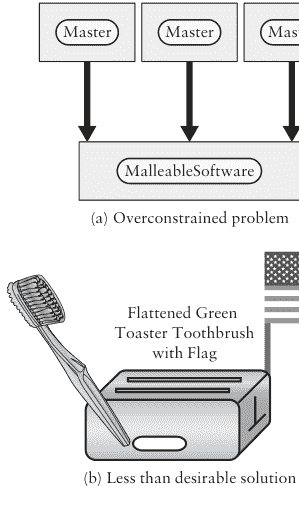 Master
Master
MalleableSoftware
(a) Overconstrained problem
Flattened Green
Toaster Toothbrush
with Flag
(b) Less than desirable solution